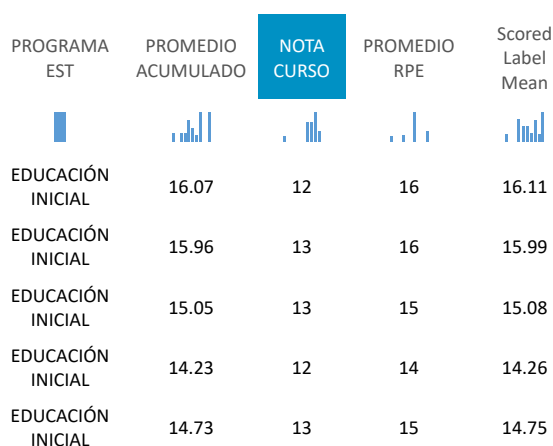 PROGRAMA EST
PROMEDIO ACUMULADO
NOTA CURSO
PROMEDIO RPE
Scored Label Mean
EDUCACIÓN INICIAL 16.07 12 16 16.11
EDUCACIÓN INICIAL 15.96 13 16 15.99
EDUCACIÓN INICIAL 15.05 13 15 15.08
EDUCACIÓN INICIAL 14.23 12 14 14.26
EDUCACIÓN INICIAL 14.73 13 15 14.75